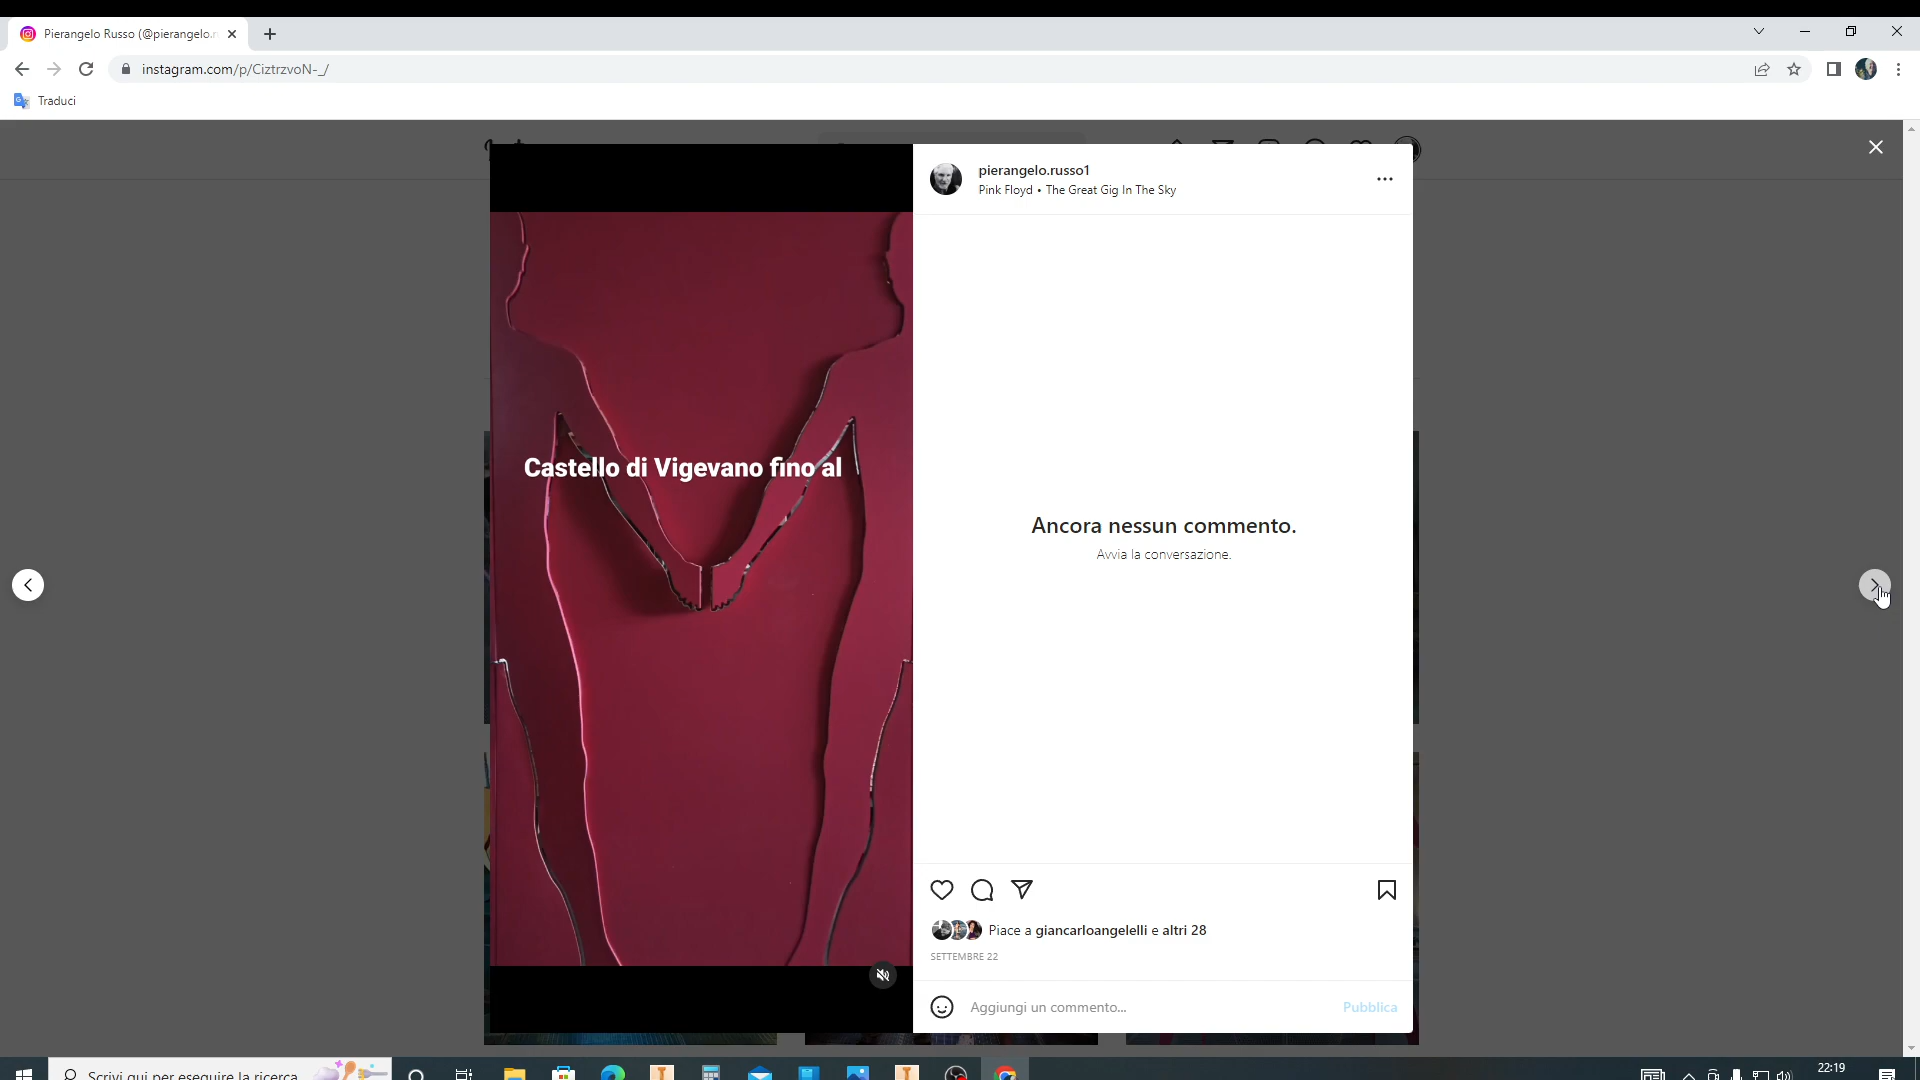 Pierangelo Russo (@pierangelo.r
instagram.com/p/CiztrzvoN-_/
Traduci
pierangelo.russo1
Pink Floyd • The Great Gig In The Sky
Castello di Vigevano fino al
Ancora nessun commento.
Avvia la conversazione.
Piace a giancarloangelelli e altri 28
SETTEMBRE 22
Aggiungi un commento...
Pubblica
Scrivi qui per eseguire la ricerca
22:19